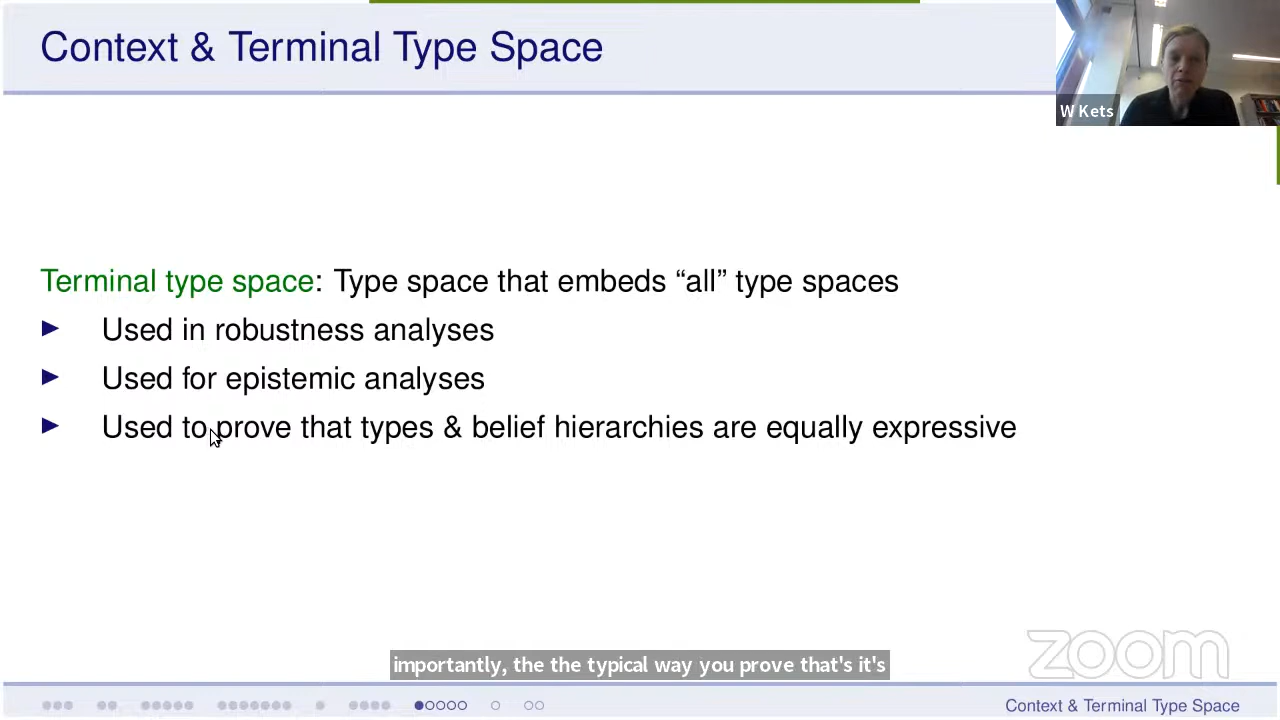 Context & Terminal Type Space
W Kets
Terminal type space: Type space that embeds “all” type spaces
Used in robustness analyses
Used for epistemic analyses
Used to prove that types & belief hierarchies are equally expressive
zoom
importantly, the the typical way you prove that's it's
Context & Terminal Type Space